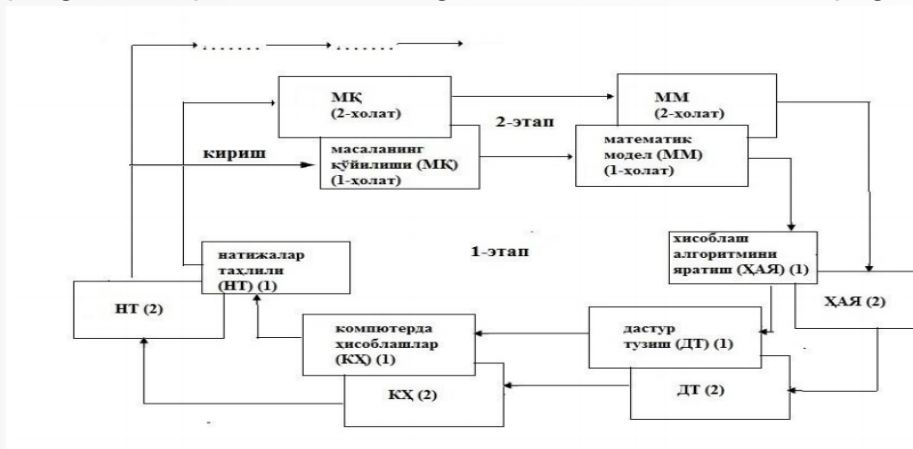 МҚ
(2-холат)
ММ
(2-холат)
2-этап
кириш
масаланинг
қўйилиши (МҚ)
(1-ҳолат)
математик
модел (ММ)
(1-ҳолат)
1-этап
натижалар
таҳлили
(НТ) (1)
НТ (2)
хисоблаш
алгоритмини
яратиш (ҲАЯ) (1)
ҲАЯ (2)
компютерда
ҳисоблашлар
(КҲ) (1)
КҲ (2)
дастур
тузиш (ДТ) (1)
ДТ (2)